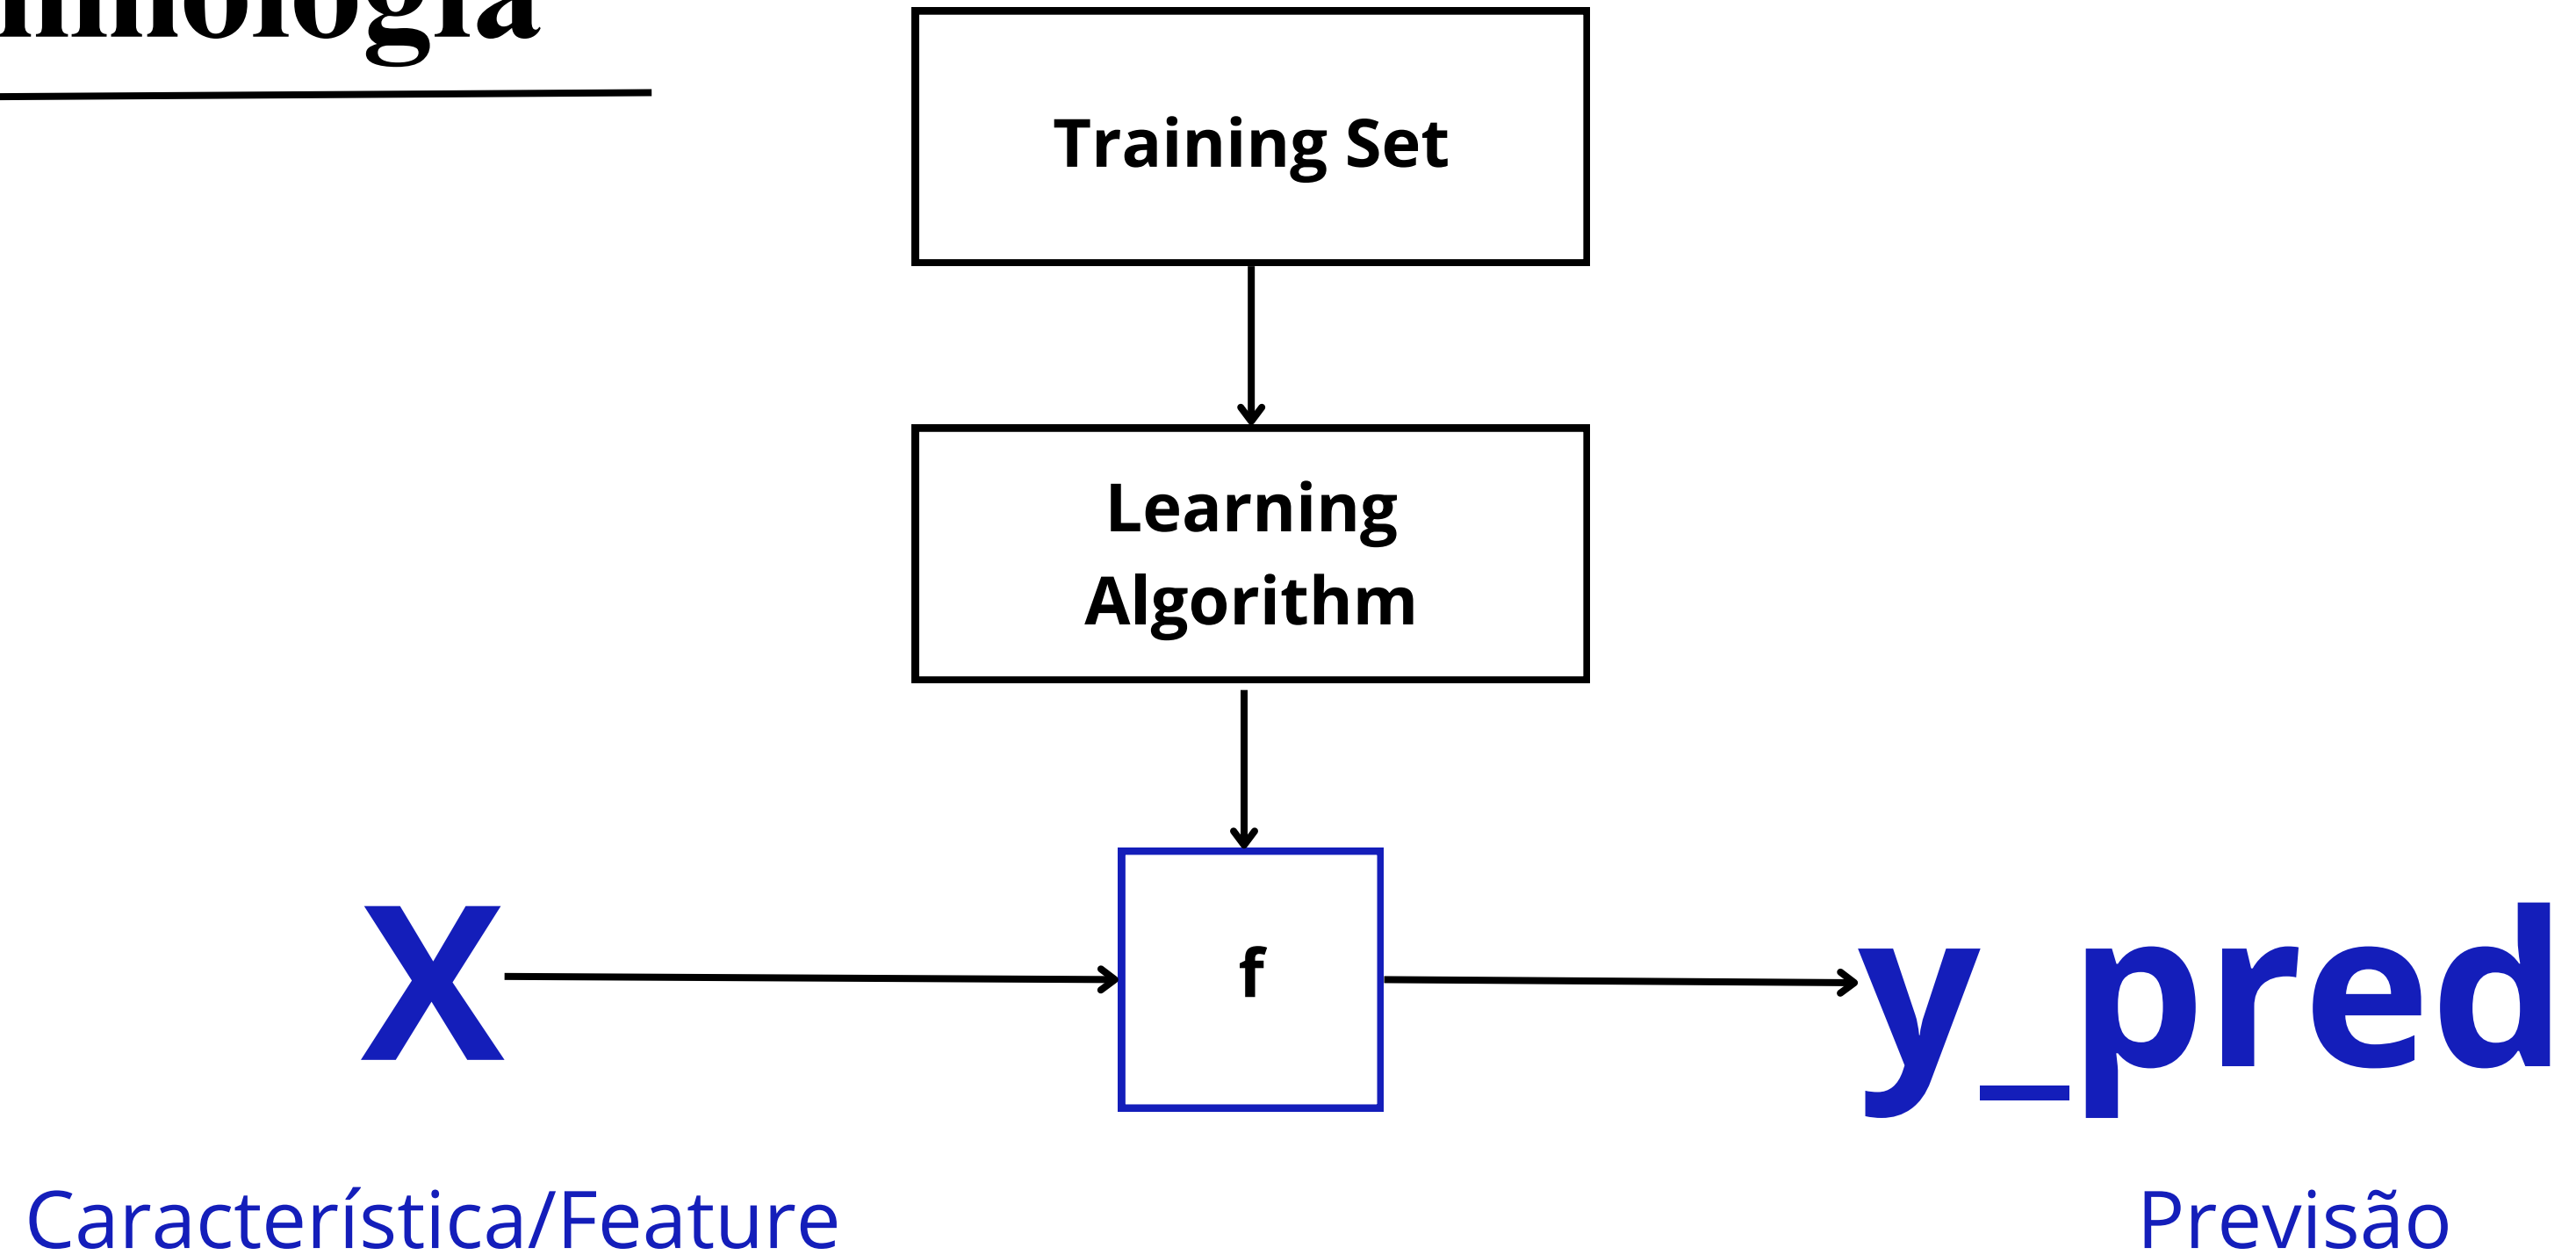 Training Set
Learning
Algorithm
f
X
y_pred
Característica/Feature
Previsão